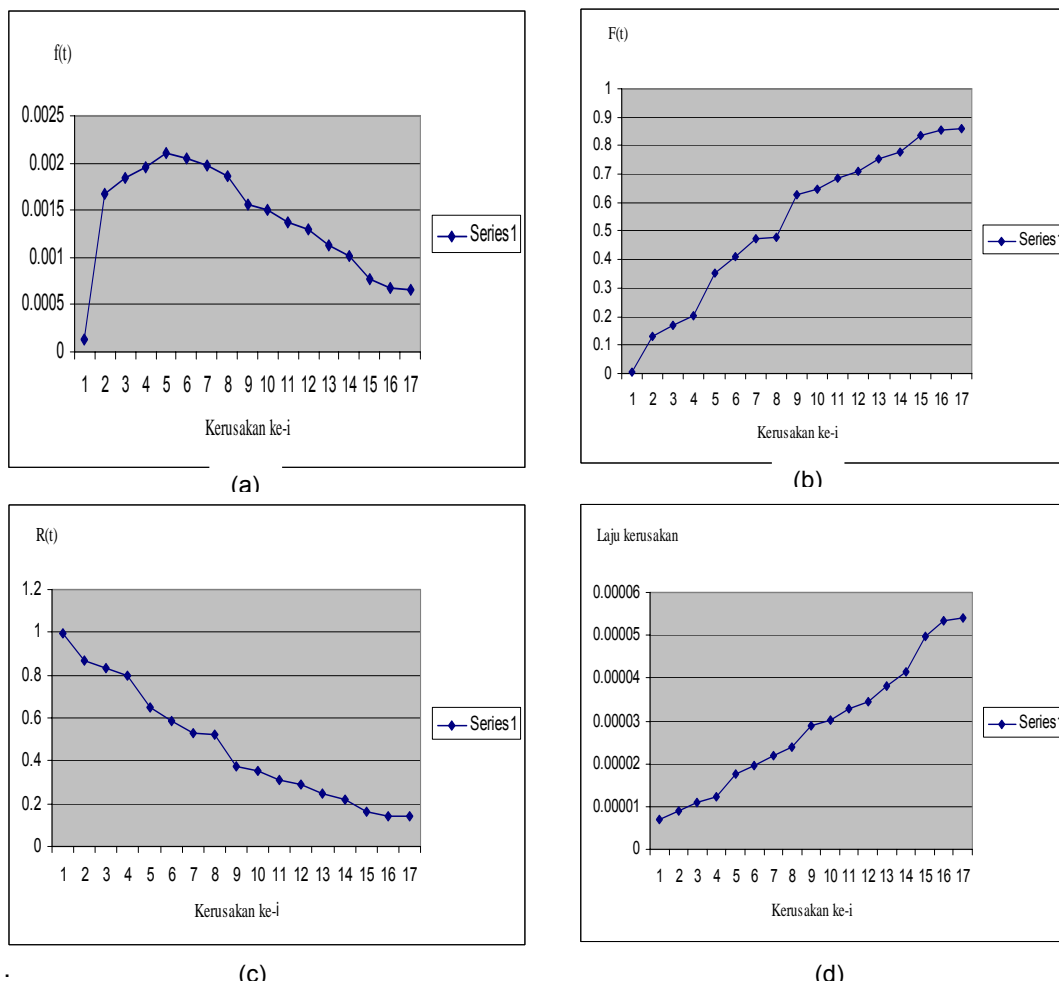 f(t)
0.0025
0.002
0.0015
0.001
0.0005
0
1 2 3 4 5 6 7 8 9 10 11 12 13 14 15 16 17
Kerusakan ke-i
Series1
(a)
F(t)
1
0.9
0.8
0.7
0.6
0.5
0.4
0.3
0.2
0.1
0
1 2 3 4 5 6 7 8 9 10 11 12 13 14 15 16 17
Kerusakan ke-i
Series1
(b)
R(t)
1.2
1
0.8
0.6
0.4
0.2
0
1 2 3 4 5 6 7 8 9 10 11 12 13 14 15 16 17
Kerusakan ke-i
Series1
. (c)
Laju kerusakan
0.00006
0.00005
0.00004
0.00003
0.00002
0.00001
0
1 2 3 4 5 6 7 8 9 10 11 12 13 14 15 16 17
Kerusakan ke-i
Series1
(d)